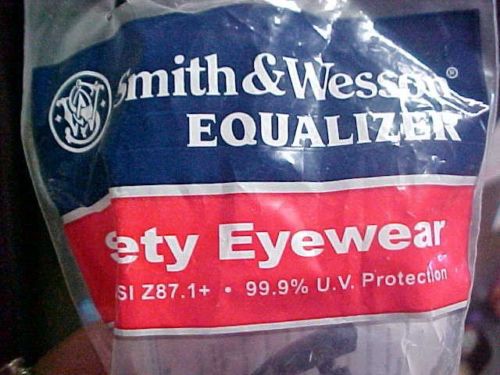 Smith & Wesson®
EQUALIZER
ety Eyewear
SI Z87.1+ • 99.9% U.V. Protection